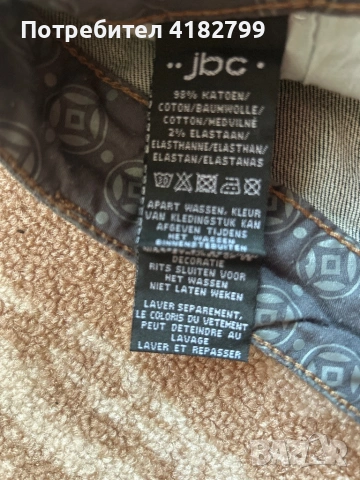 Потребител 4182799
··jbc·
98% KATOEN/
COTON/BAUMWOLLE/
COTTON/MEDVILNÉ
2% ELASTAAN/
ELASTHANNE/ELASTHAN/
ELASTAN/ELASTANAS
APART WASSEN, KLEUR
VAN KLEDINGSTUK KAN
AFGEVEN TIJDENS
HET WASSEN
BINNENSTEBUITEN
DECORATIE
RITS SLUITEN VOOR
HET WASSEN
NIET LATEN WEKEN
LAVER SEPAREMENT,
LE COLORIS DU VETEMENT
PEUT DETEINDRE AU
LAVAGE
LAVER ET REPASSER